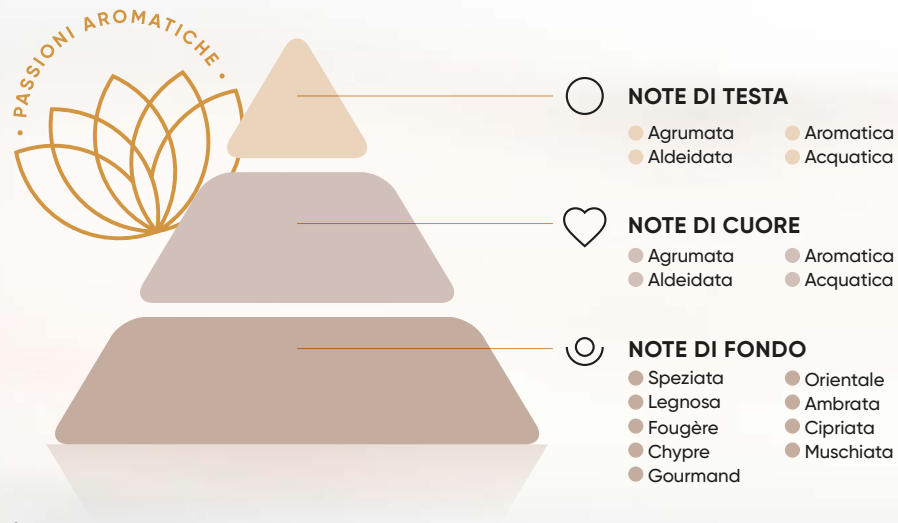 • PASSIONI AROMATICHE •
NOTE DI TESTA
Agrumata Aromatica
Aldeidata Acquatica
NOTE DI CUORE
Agrumata Aromatica
Aldeidata Acquatica
NOTE DI FONDO
Speziata Orientale
Legnosa Ambrata
Fougère Cipriata
Chypre Muschiata
Gourmand